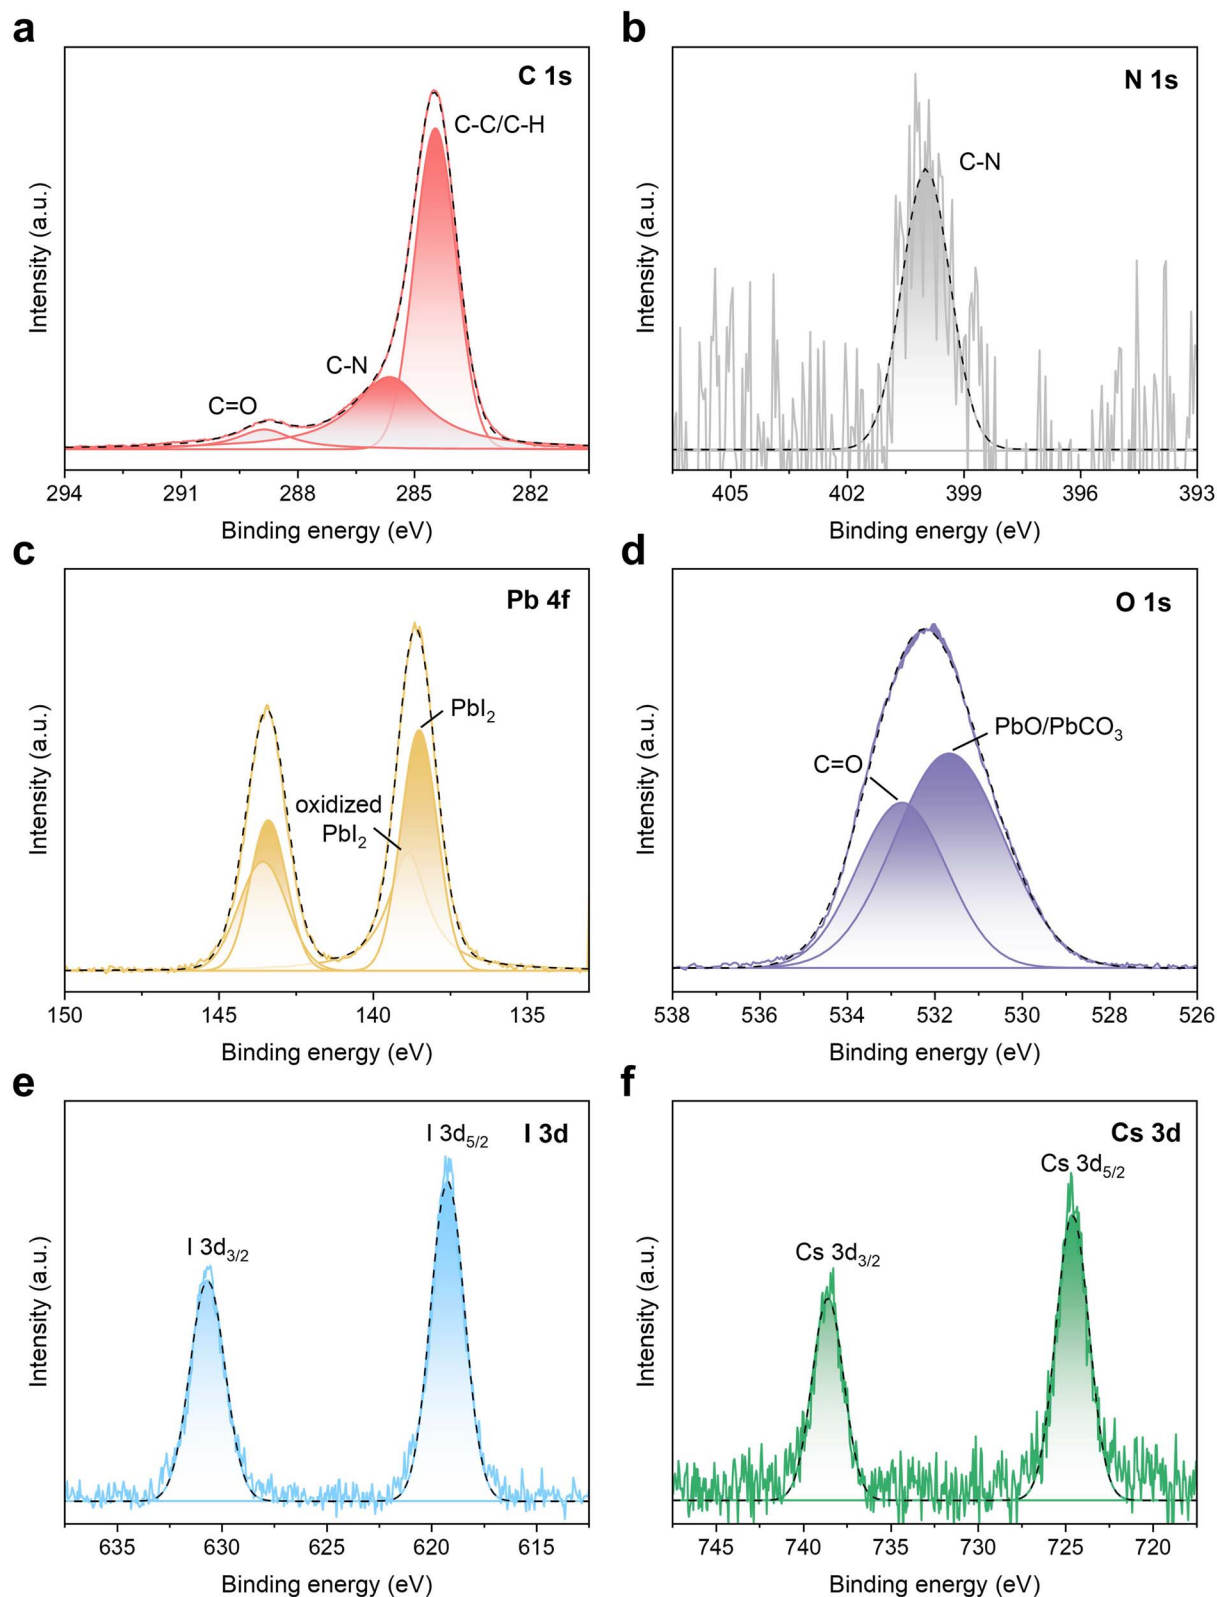 a
C 1s
C-C/C-H
C-N
C=O
Intensity (a.u.)
294 291 288 285 282
Binding energy (eV)
b
N 1s
C-N
Intensity (a.u.)
405 402 399 396 393
Binding energy (eV)
c
Pb 4f
PbI₂
oxidized
PbI₂
Intensity (a.u.)
150 145 140 135
Binding energy (eV)
d
O 1s
PbO/PbCO₃
C=O
Intensity (a.u.)
538 536 534 532 530 528 526
Binding energy (eV)
e
I 3d₅/₂
I 3d
I 3d₃/₂
Intensity (a.u.)
635 630 625 620 615
Binding energy (eV)
f
Cs 3d
Cs 3d₅/₂
Cs 3d₃/₂
Intensity (a.u.)
745 740 735 730 725 720
Binding energy (eV)